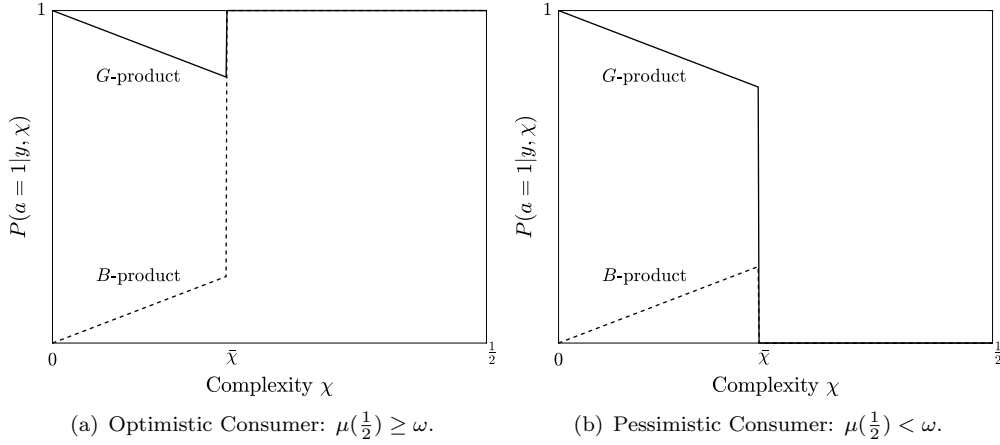 1
G-product
P(a = 1|y, χ)
B-product
0
χ̄
1/2
Complexity χ
(a) Optimistic Consumer: μ(1/2) ≥ ω.
1
G-product
P(a = 1|y, χ)
B-product
0
χ̄
1/2
Complexity χ
(b) Pessimistic Consumer: μ(1/2) < ω.